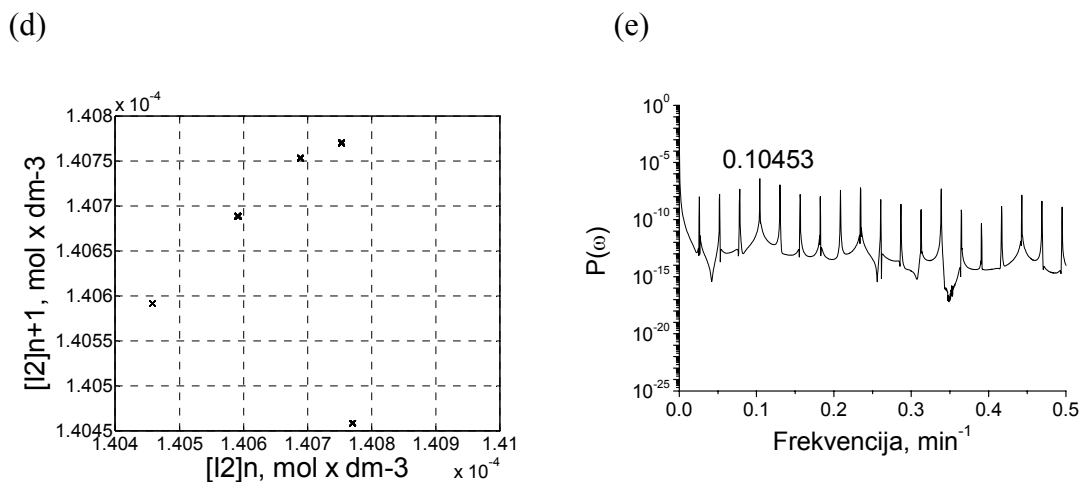 (d)
x 10⁻⁴
1.408
1.4075
1.407
1.4065
1.406
1.4055
1.405
1.4045
[I2]n+1, mol x dm-3
1.404 1.405 1.406 1.407 1.408 1.409 1.41
[I2]n, mol x dm-3
x 10⁻⁴
(e)
10⁰
10⁻⁵
10⁻¹⁰
10⁻¹⁵
10⁻²⁰
10⁻²⁵
P(ω)
0.10453
0.0 0.1 0.2 0.3 0.4 0.5
Frekvencija, min⁻¹